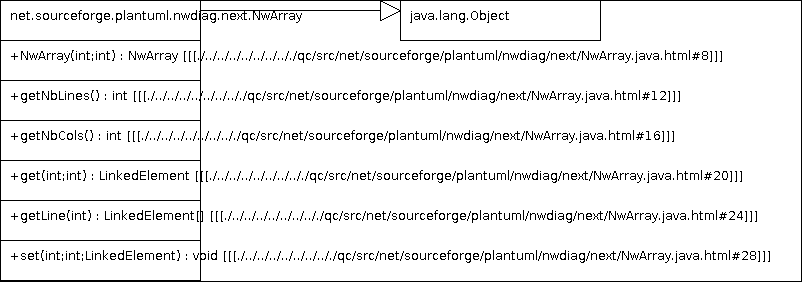 net.sourceforge.plantuml.nwdiag.next.NwArray
java.lang.Object
+NwArray(int;int) : NwArray [[[./../../../../../../../../qc/src/net/sourceforge/plantuml/nwdiag/next/NwArray.java.html#8]]]
+getNbLines() : int [[[./../../../../../../../../qc/src/net/sourceforge/plantuml/nwdiag/next/NwArray.java.html#12]]]
+getNbCols() : int [[[./../../../../../../../../qc/src/net/sourceforge/plantuml/nwdiag/next/NwArray.java.html#16]]]
+get(int;int) : LinkedElement [[[./../../../../../../../../qc/src/net/sourceforge/plantuml/nwdiag/next/NwArray.java.html#20]]]
+getLine(int) : LinkedElement[] [[[./../../../../../../../../qc/src/net/sourceforge/plantuml/nwdiag/next/NwArray.java.html#24]]]
+set(int;int;LinkedElement) : void [[[./../../../../../../../../qc/src/net/sourceforge/plantuml/nwdiag/next/NwArray.java.html#28]]]